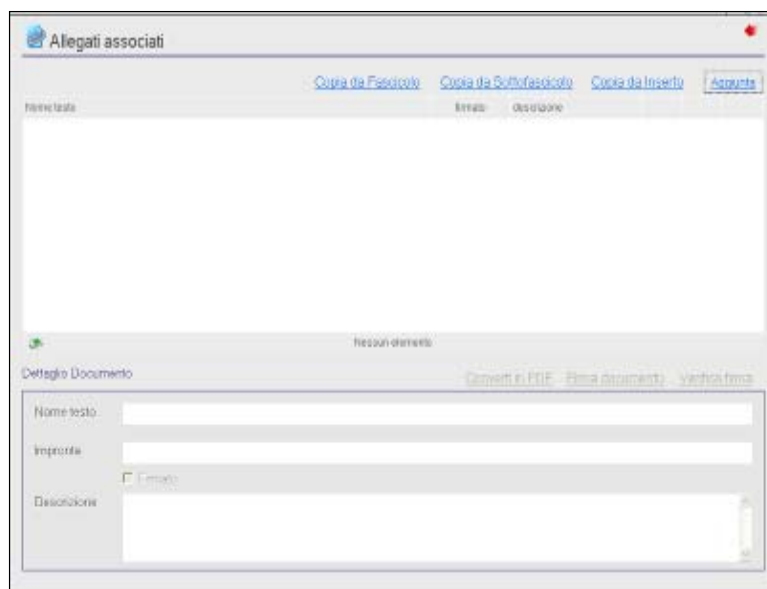 Allegati associati
Copia da Fascicolo Copia da Sottofascicolo Copia da Inserto Aggiunta
Nome testo firmato descrizione
Nessun elemento
Dettaglio Documento
Converti in PDF Firma documento Verifica firma
Nome testo
Impronta
Firmato
Descrizione